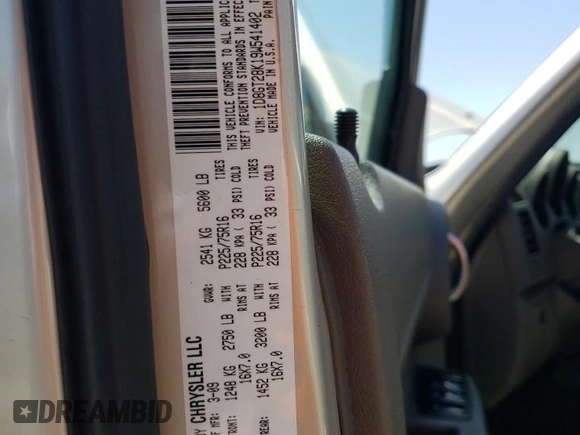 Y CHRYSLER LLC
OF MFR: 3-09 GVWR: 2541 KG 5600 LB
FRONT: 1248 KG 2750 LB WITH P225/75R16 TIRES
16X7.0 RIMS AT 228 KPA ( 33 PSI) COLD
REAR: 1452 KG 3200 LB WITH P225/75R16 TIRES
16X7.0 RIMS AT 228 KPA ( 33 PSI) COLD
THIS VEHICLE CONFORMS TO ALL APPLIC
THEFT PREVENTION STANDARDS IN EFFEC
VIN: 1D8GT28K19W541402
VEHICLE MADE IN U.S.A. PAIN
DREAMBID